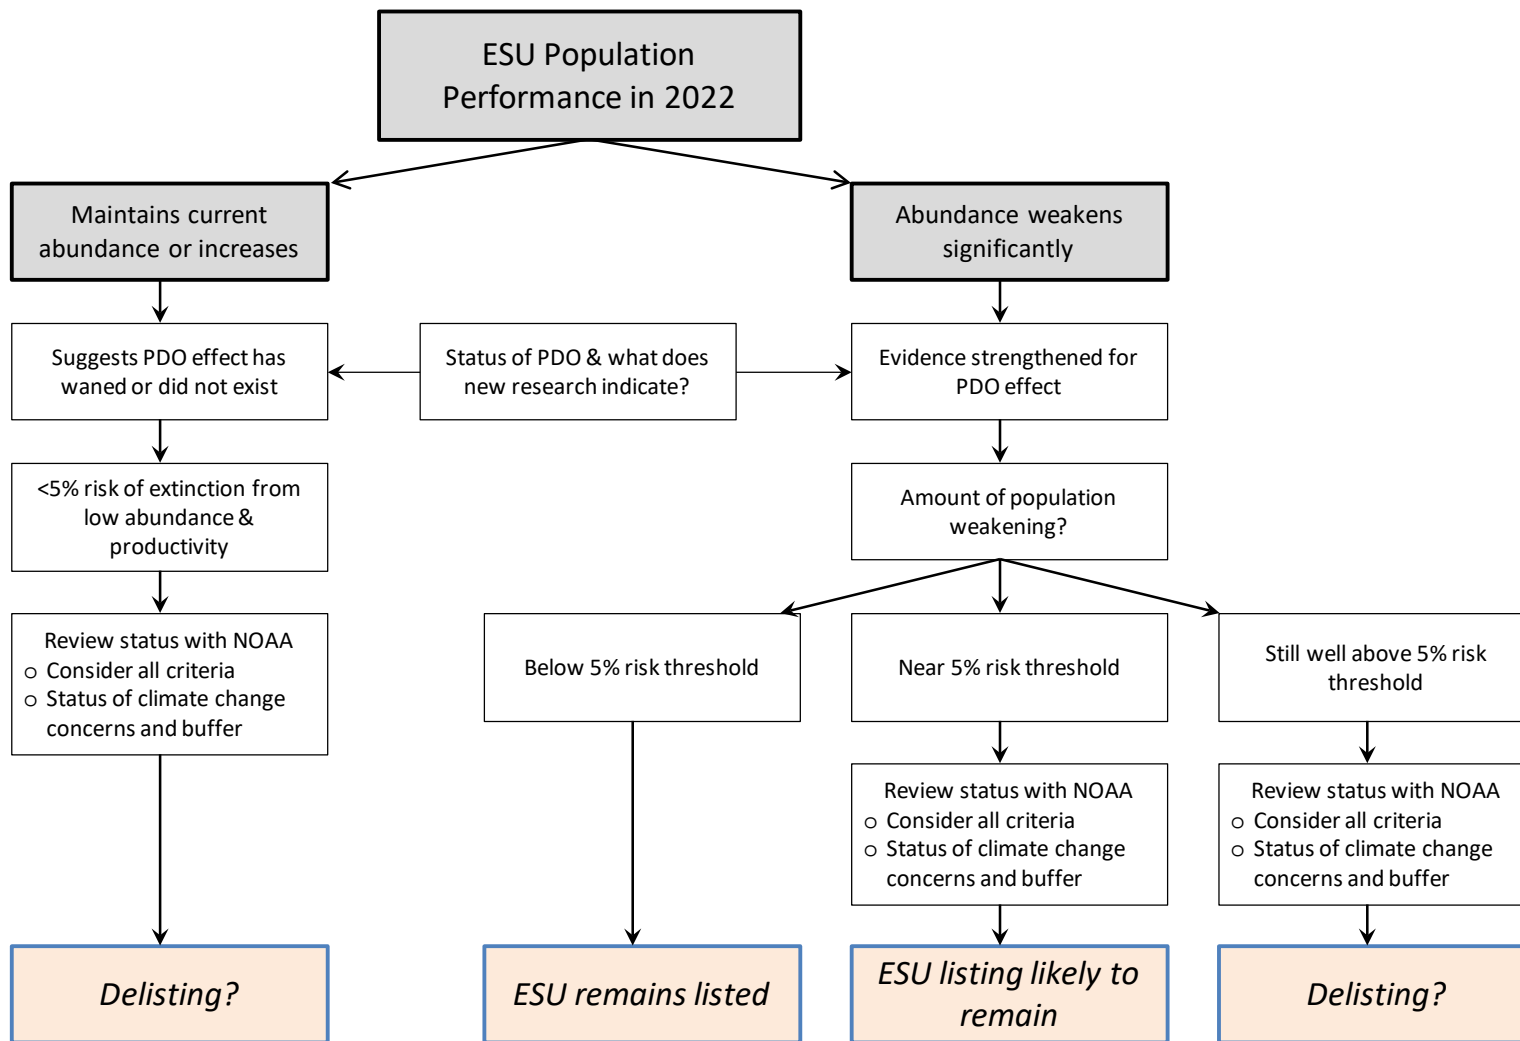 ESU Population
Performance in 2022
Maintains current
abundance or increases
Abundance weakens
significantly
Suggests PDO effect has
waned or did not exist
Status of PDO & what does
new research indicate?
Evidence strengthened for
PDO effect
<5% risk of extinction from
low abundance &
productivity
Amount of population
weakening?
Review status with NOAA
o Consider all criteria
o Status of climate change
concerns and buffer
Below 5% risk threshold
Near 5% risk threshold
Still well above 5% risk
threshold
Review status with NOAA
o Consider all criteria
o Status of climate change
concerns and buffer
Review status with NOAA
o Consider all criteria
o Status of climate change
concerns and buffer
Delisting?
ESU remains listed
ESU listing likely to
remain
Delisting?